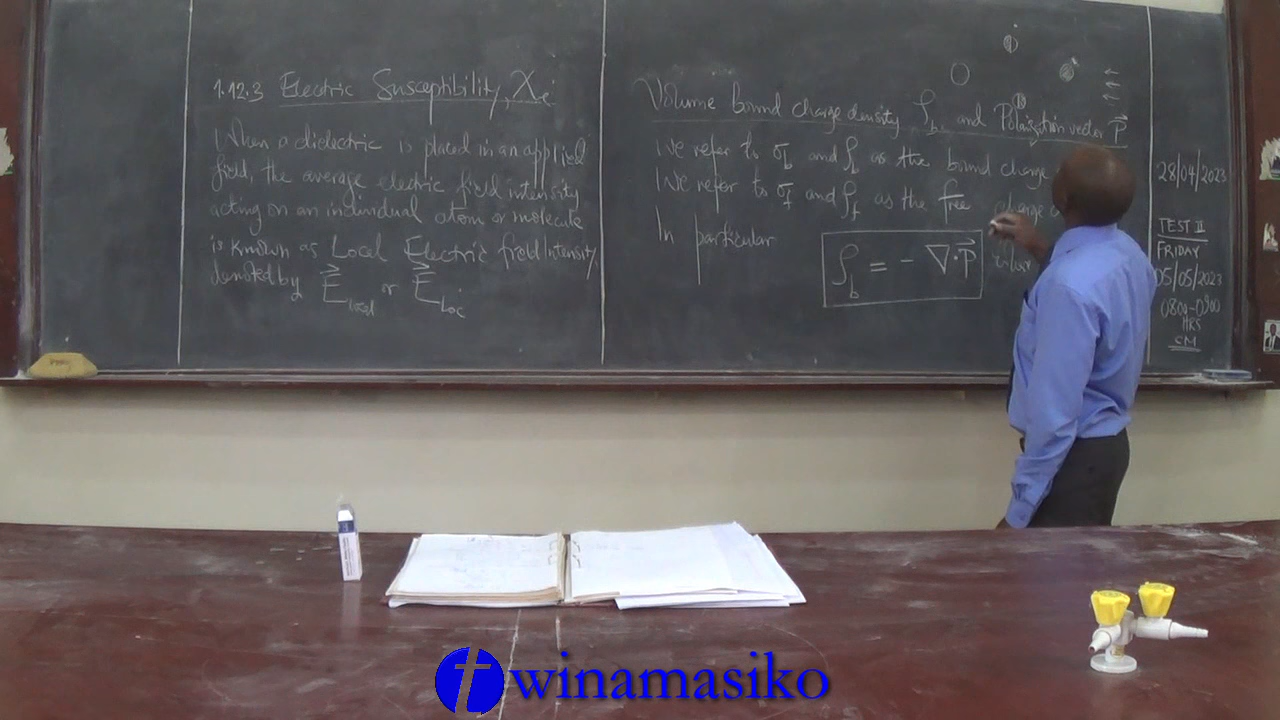 1.12.3 Electric Susceptibility, χe
When a dielectric is placed in an applied
field, the average electric field intensity
acting on an individual atom or molecule
is known as Local Electric field Intensity
denoted by E⃗local or E⃗loc
Volume bound charge density ρb, and Polarization vector P⃗
We refer to σb and ρb as the bound charge
We refer to σf and ρf as the free charge
In particular
ρb = - ∇·P⃗
28/04/2023
TEST II
FRIDAY
05/05/2023
0800-0900
HRS
CM
twinamasiko